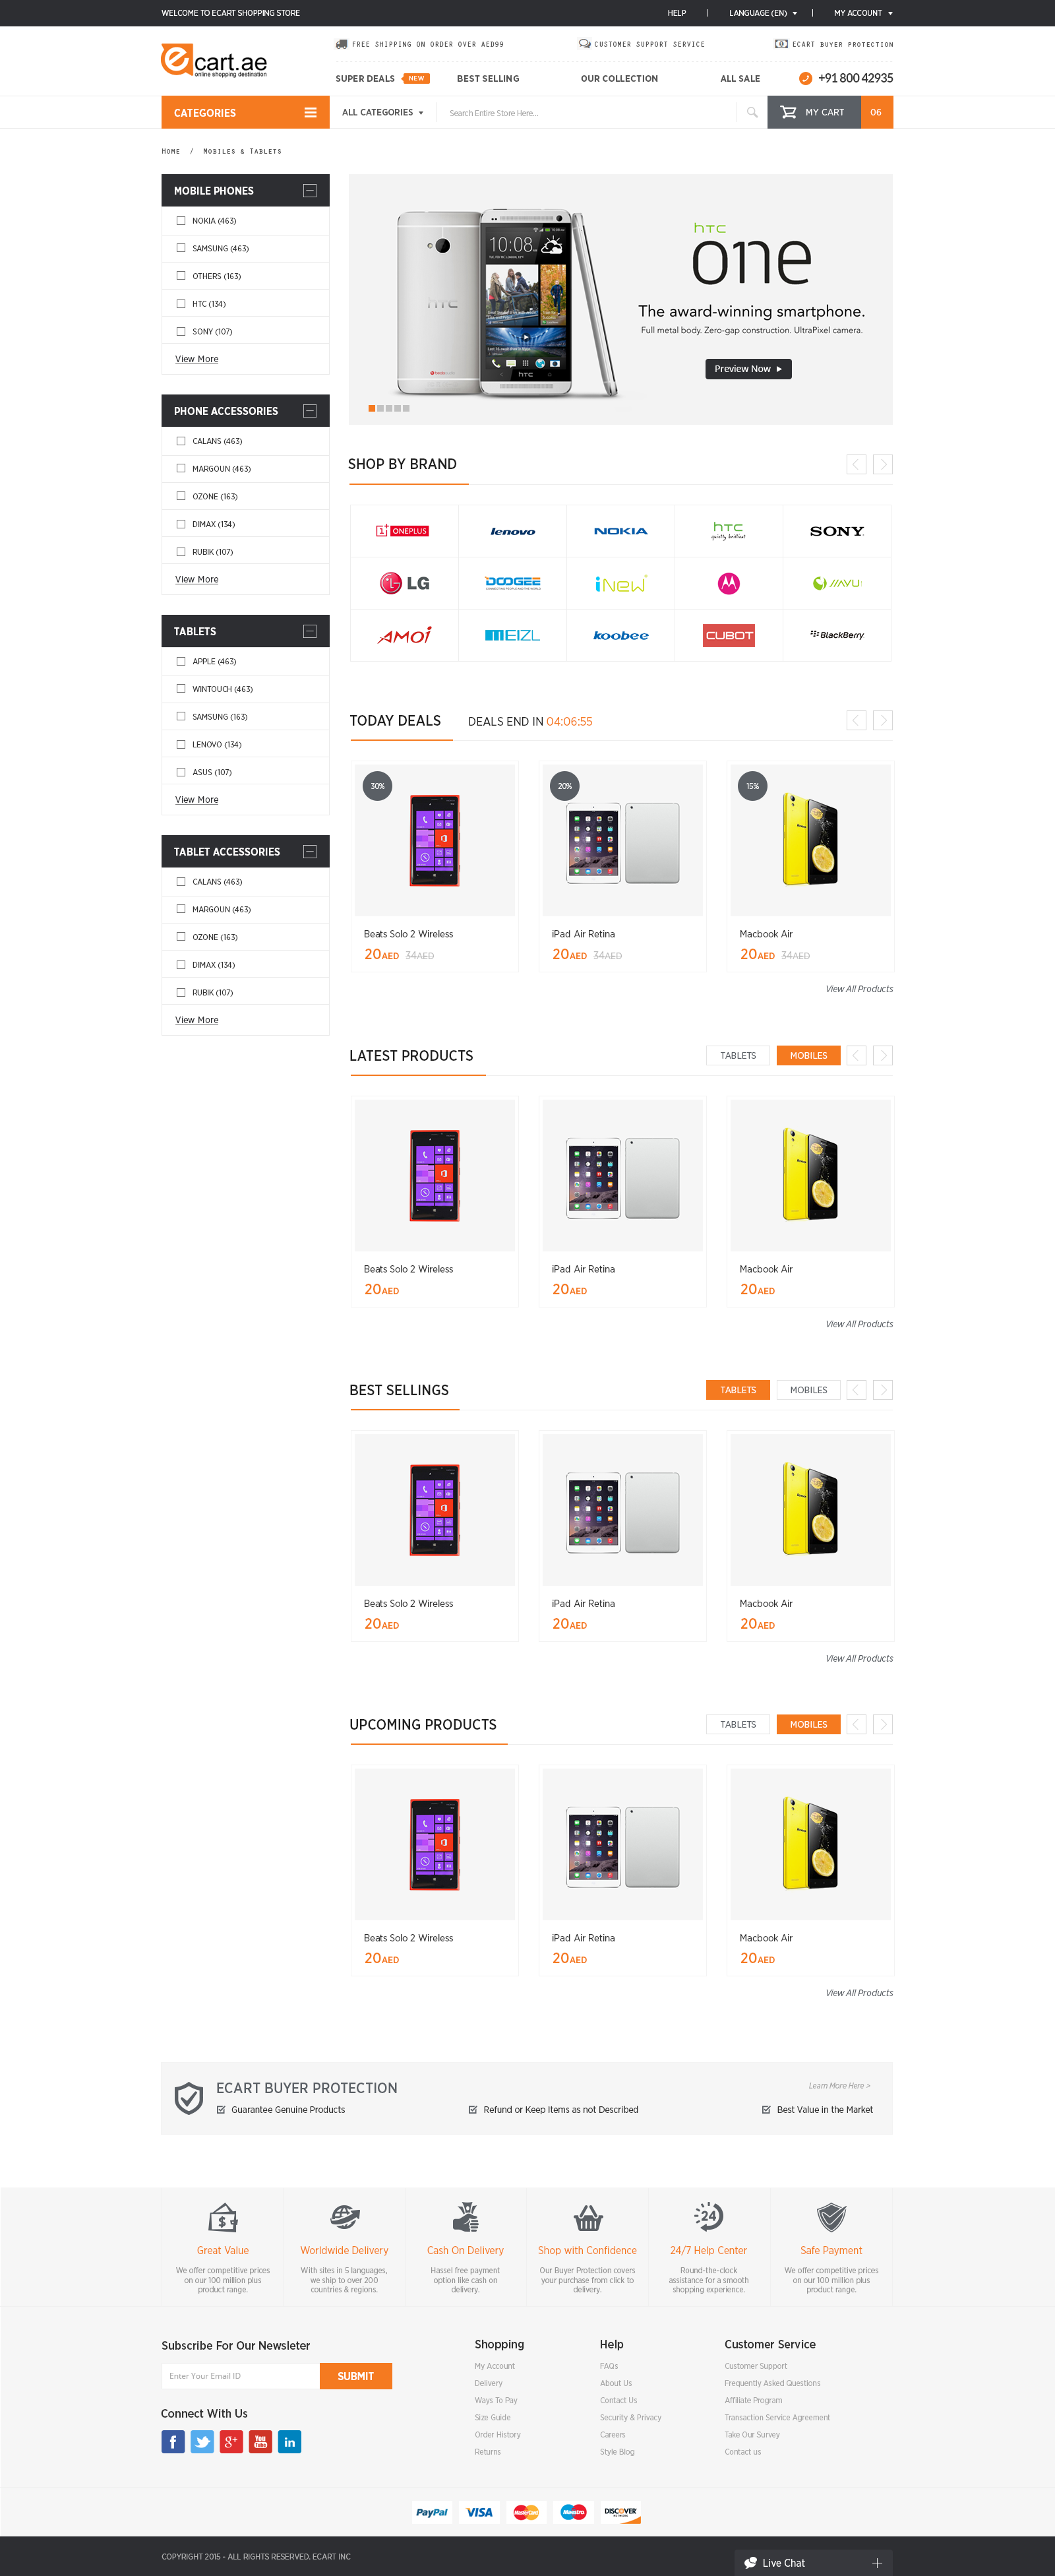 WELCOME TO ECART SHOPPING STORE
HELP | LANGUAGE (EN) | MY ACCOUNT
ecart.ae
online shopping destination
FREE SHIPPING ON ORDER OVER AED99
CUSTOMER SUPPORT SERVICE
ECART BUYER PROTECTION
SUPER DEALS NEW
BEST SELLING
OUR COLLECTION
ALL SALE
+91 800 42935
CATEGORIES
ALL CATEGORIES
Search Entire Store Here...
MY CART
06
Home / Mobiles & Tablets
MOBILE PHONES
NOKIA (463)
SAMSUNG (463)
OTHERS (163)
HTC (134)
SONY (107)
View More
PHONE ACCESSORIES
CALANS (463)
MARGOUN (463)
OZONE (163)
DIMAX (134)
RUBIK (107)
View More
TABLETS
APPLE (463)
WINTOUCH (463)
SAMSUNG (163)
LENOVO (134)
ASUS (107)
View More
TABLET ACCESSORIES
CALANS (463)
MARGOUN (463)
OZONE (163)
DIMAX (134)
RUBIK (107)
View More
10:08
hTC
hTC
hTC
one
The award-winning smartphone.
Full metal body. Zero-gap construction. UltraPixel camera.
Preview Now
SHOP BY BRAND
ONEPLUS
lenovo
NOKIA
hTC
quietly brilliant
SONY
LG
DOOGEE
iNew
JIAYU
AMOI
MEIZU
koobee
CUBOT
BlackBerry
TODAY DEALS
DEALS END IN 04:06:55
30%
Beats Solo 2 Wireless
20AED 34AED
20%
iPad Air Retina
20AED 34AED
15%
Macbook Air
20AED 34AED
View All Products
LATEST PRODUCTS
TABLETS
MOBILES
Beats Solo 2 Wireless
20AED
iPad Air Retina
20AED
Macbook Air
20AED
View All Products
BEST SELLINGS
TABLETS
MOBILES
Beats Solo 2 Wireless
20AED
iPad Air Retina
20AED
Macbook Air
20AED
View All Products
UPCOMING PRODUCTS
TABLETS
MOBILES
Beats Solo 2 Wireless
20AED
iPad Air Retina
20AED
Macbook Air
20AED
View All Products
ECART BUYER PROTECTION
Learn More Here >
Guarantee Genuine Products
Refund or Keep Items as not Described
Best Value in the Market
Great Value
We offer competitive prices
on our 100 million plus
product range.
Worldwide Delivery
With sites in 5 languages,
we ship to over 200
countries & regions.
Cash On Delivery
Hassel free payment
option like cash on
delivery.
Shop with Confidence
Our Buyer Protection covers
your purchase from click to
delivery.
24
24/7 Help Center
Round-the-clock
assistance for a smooth
shopping experience.
Safe Payment
We offer competitive prices
on our 100 million plus
product range.
Subscribe For Our Newsleter
Enter Your Email ID
SUBMIT
Connect With Us
f
g+
You Tube
in
Shopping
My Account
Delivery
Ways To Pay
Size Guide
Order History
Returns
Help
FAQs
About Us
Contact Us
Security & Privacy
Careers
Style Blog
Customer Service
Customer Support
Frequently Asked Questions
Affiliate Program
Transaction Service Agreement
Take Our Survey
Contact us
PayPal
VISA
MasterCard
Maestro
DISCOVER
COPYRIGHT 2015 - ALL RIGHTS RESERVED. ECART INC
Live Chat